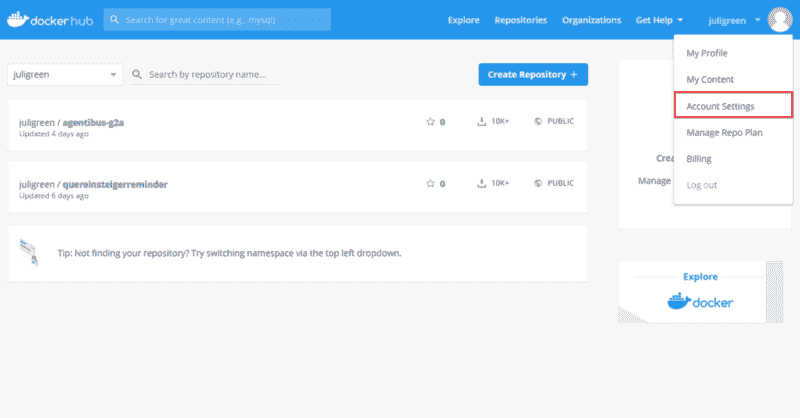 docker hub
Search for great content (e.g., mysql)
Explore Repositories Organizations Get Help juligreen
My Profile
My Content
Account Settings
Manage Repo Plan
Billing
Log out
juligreen Search by repository name... Create Repository +
juligreen / agentibus-g2a 0 10K+ PUBLIC
Updated 4 days ago
juligreen / quereinsteigerreminder 0 10K+ PUBLIC
Updated 6 days ago
Tip: Not finding your repository? Try switching namespace via the top left dropdown.
Manage
Explore
docker